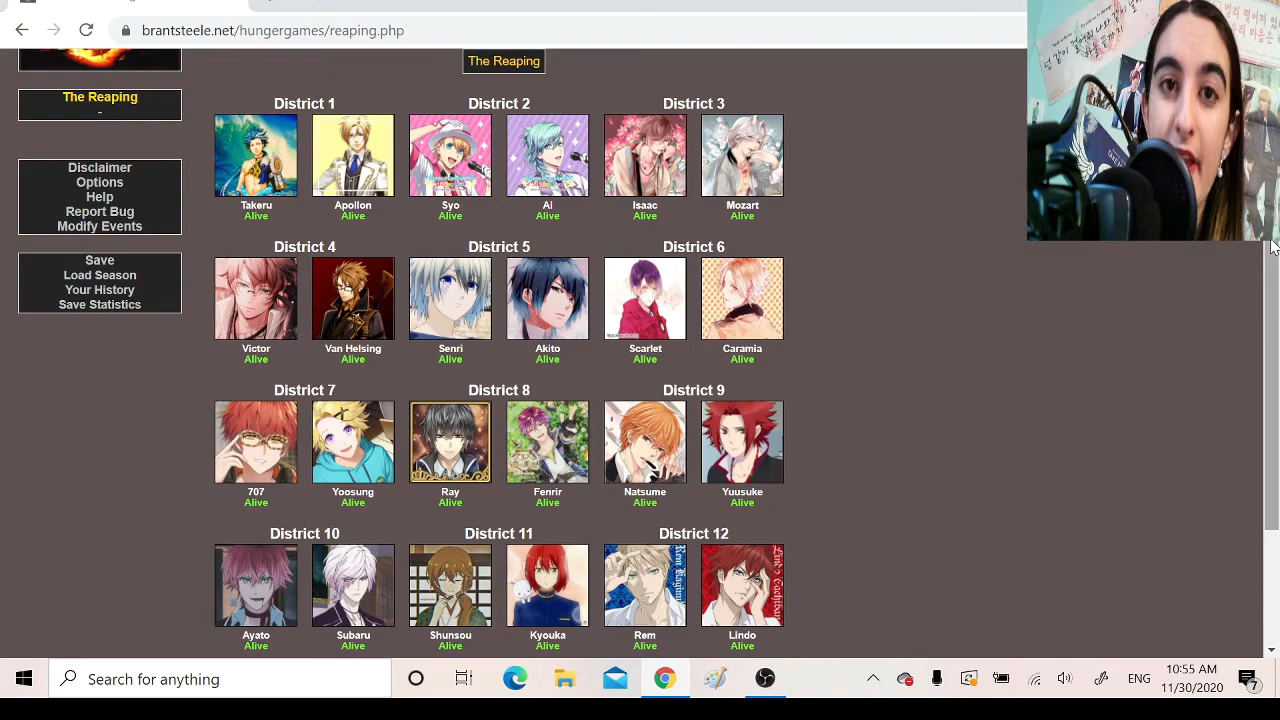 brantsteele.net/hungergames/reaping.php
The Reaping
The Reaping
-
Disclaimer
Options
Help
Report Bug
Modify Events
Save
Load Season
Your History
Save Statistics
District 1
District 2
District 3
Takeru
Apollon
Syo
AI
Isaac
Mozart
Alive
Alive
Alive
Alive
Alive
Alive
District 4
District 5
District 6
Victor
Van Helsing
Senri
Akito
Scarlet
Caramia
Alive
Alive
Alive
Alive
Alive
Alive
District 7
District 8
District 9
707
Yoosung
Ray
Fenrir
Natsume
Yuusuke
Alive
Alive
Alive
Alive
Alive
Alive
District 10
District 11
District 12
Ayato
Subaru
Shunsou
Kyouka
Rem
Lindo
Alive
Alive
Alive
Alive
Alive
Alive
Search for anything
ENG
10:55 AM
11/30/2020
7